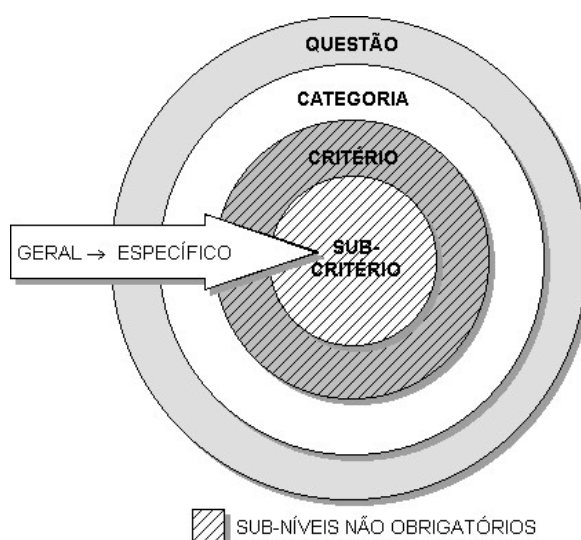 QUESTÃO
CATEGORIA
CRITÉRIO
GERAL → ESPECÍFICO
SUB-
CRITÉRIO
SUB-NÍVEIS NÃO OBRIGATÓRIOS